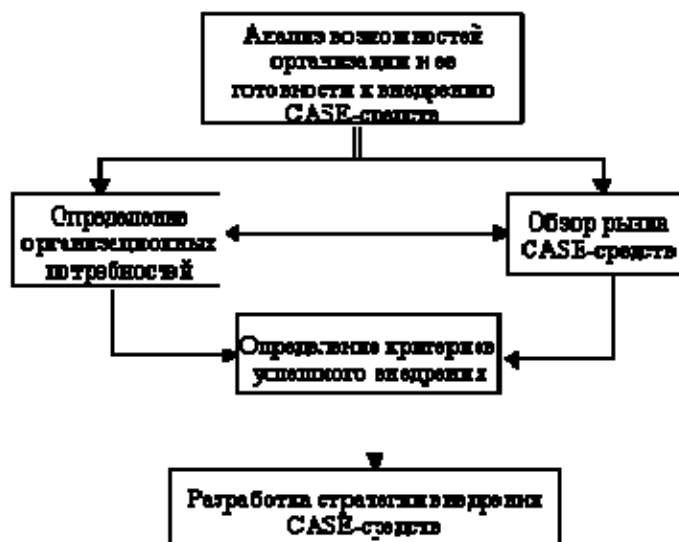 Анализ возможностей
организации и ее
готовности к внедрению
CASE-средств
Определение
организационных
потребностей
Обзор рынка
CASE-средств
Определение критериев
успешного внедрения
Разработка стратегии внедрения
CASE-средств